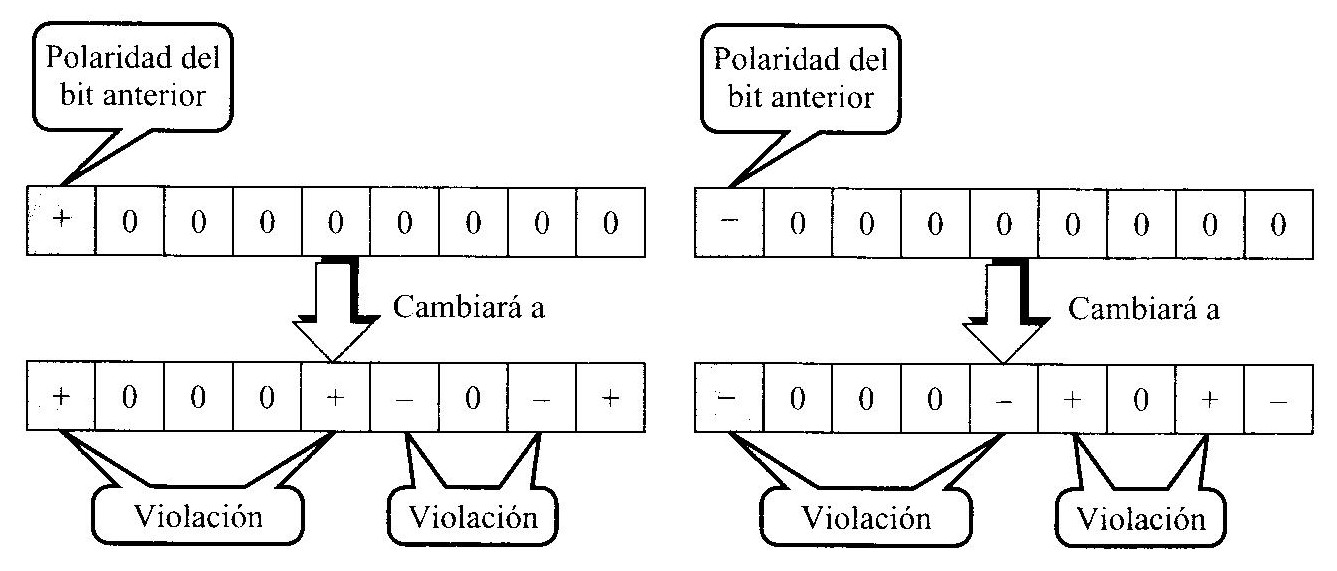 Polaridad del
bit anterior
Polaridad del
bit anterior
+ 0 0 0 0 0 0 0 0
− 0 0 0 0 0 0 0 0
Cambiará a
Cambiará a
+ 0 0 0 + − 0 − +
− 0 0 0 − + 0 + −
Violación
Violación
Violación
Violación